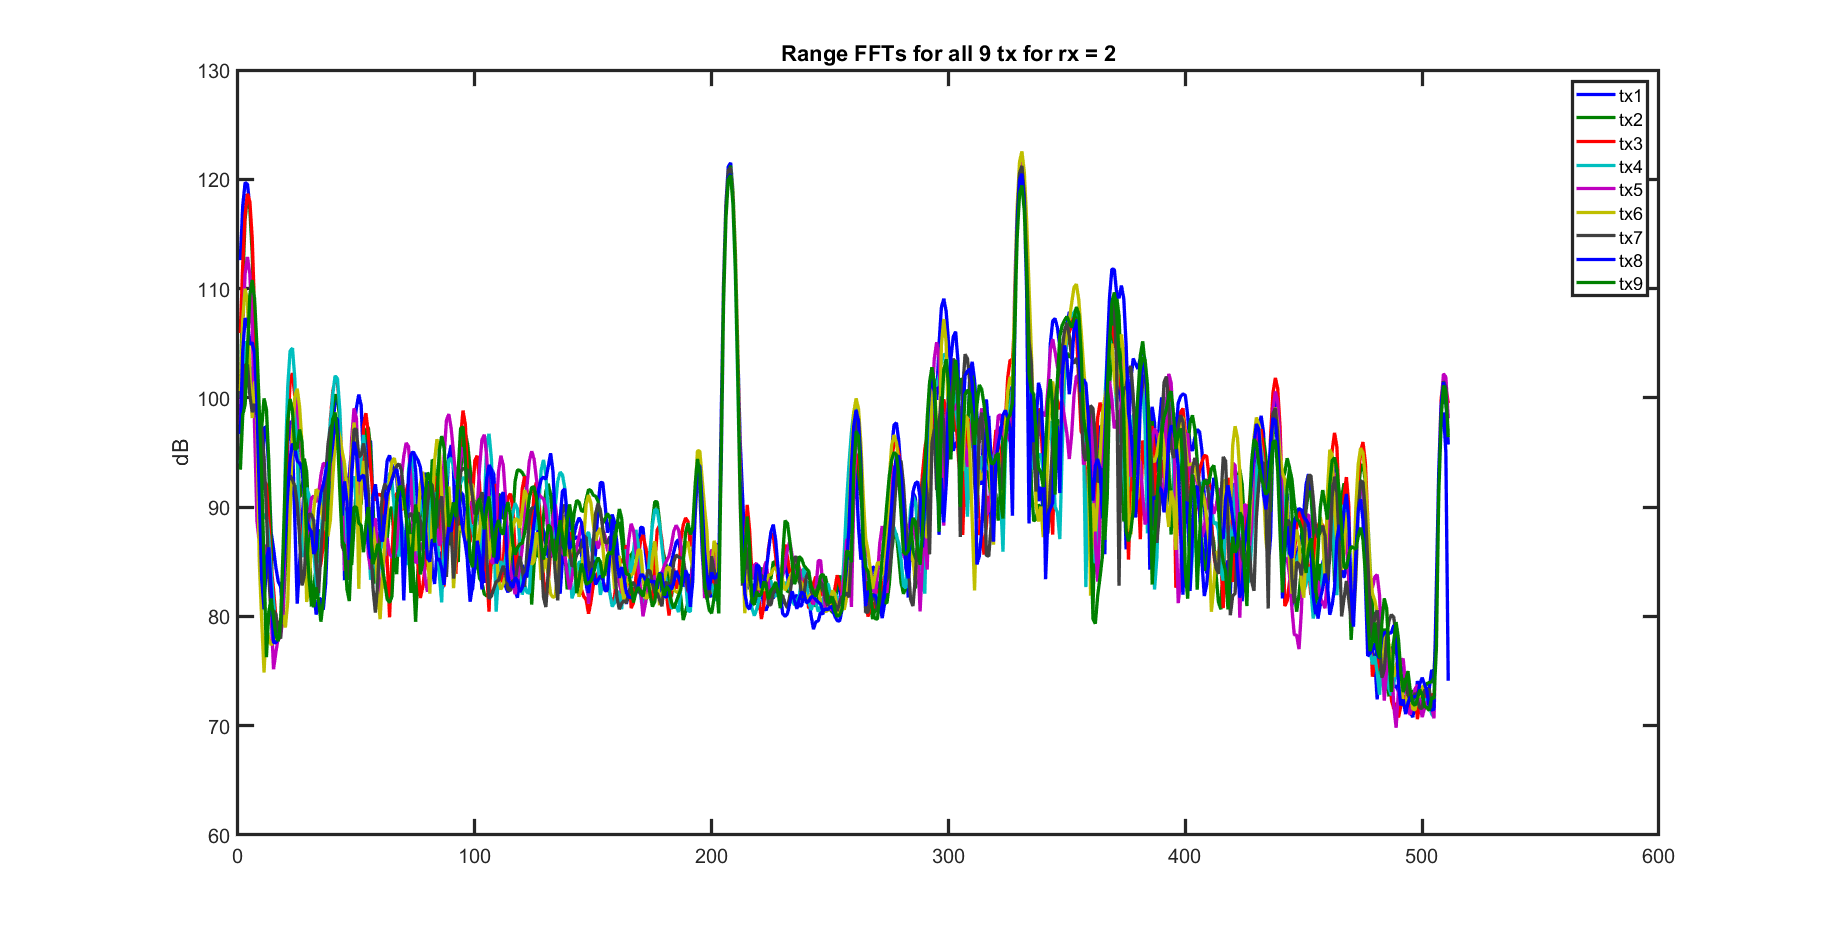 Range FFTs for all 9 tx for rx = 2
130
120
110
100
90
80
70
60
dB
0 100 200 300 400 500 600
tx1
tx2
tx3
tx4
tx5
tx6
tx7
tx8
tx9